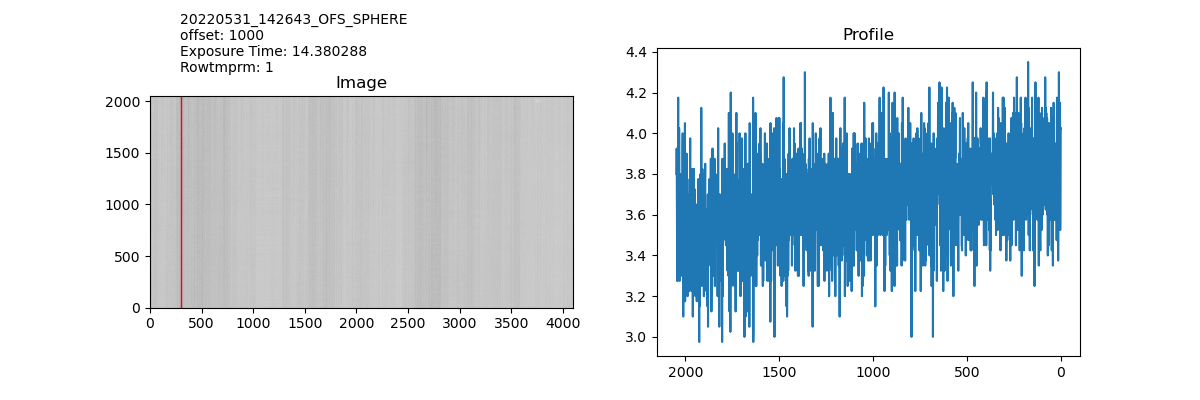 20220531_142643_OFS_SPHERE
offset: 1000
Exposure Time: 14.380288
Rowtmprm: 1
Image
2000
1500
1000
500
0
0 500 1000 1500 2000 2500 3000 3500 4000
Profile
4.4
4.2
4.0
3.8
3.6
3.4
3.2
3.0
2000 1500 1000 500 0